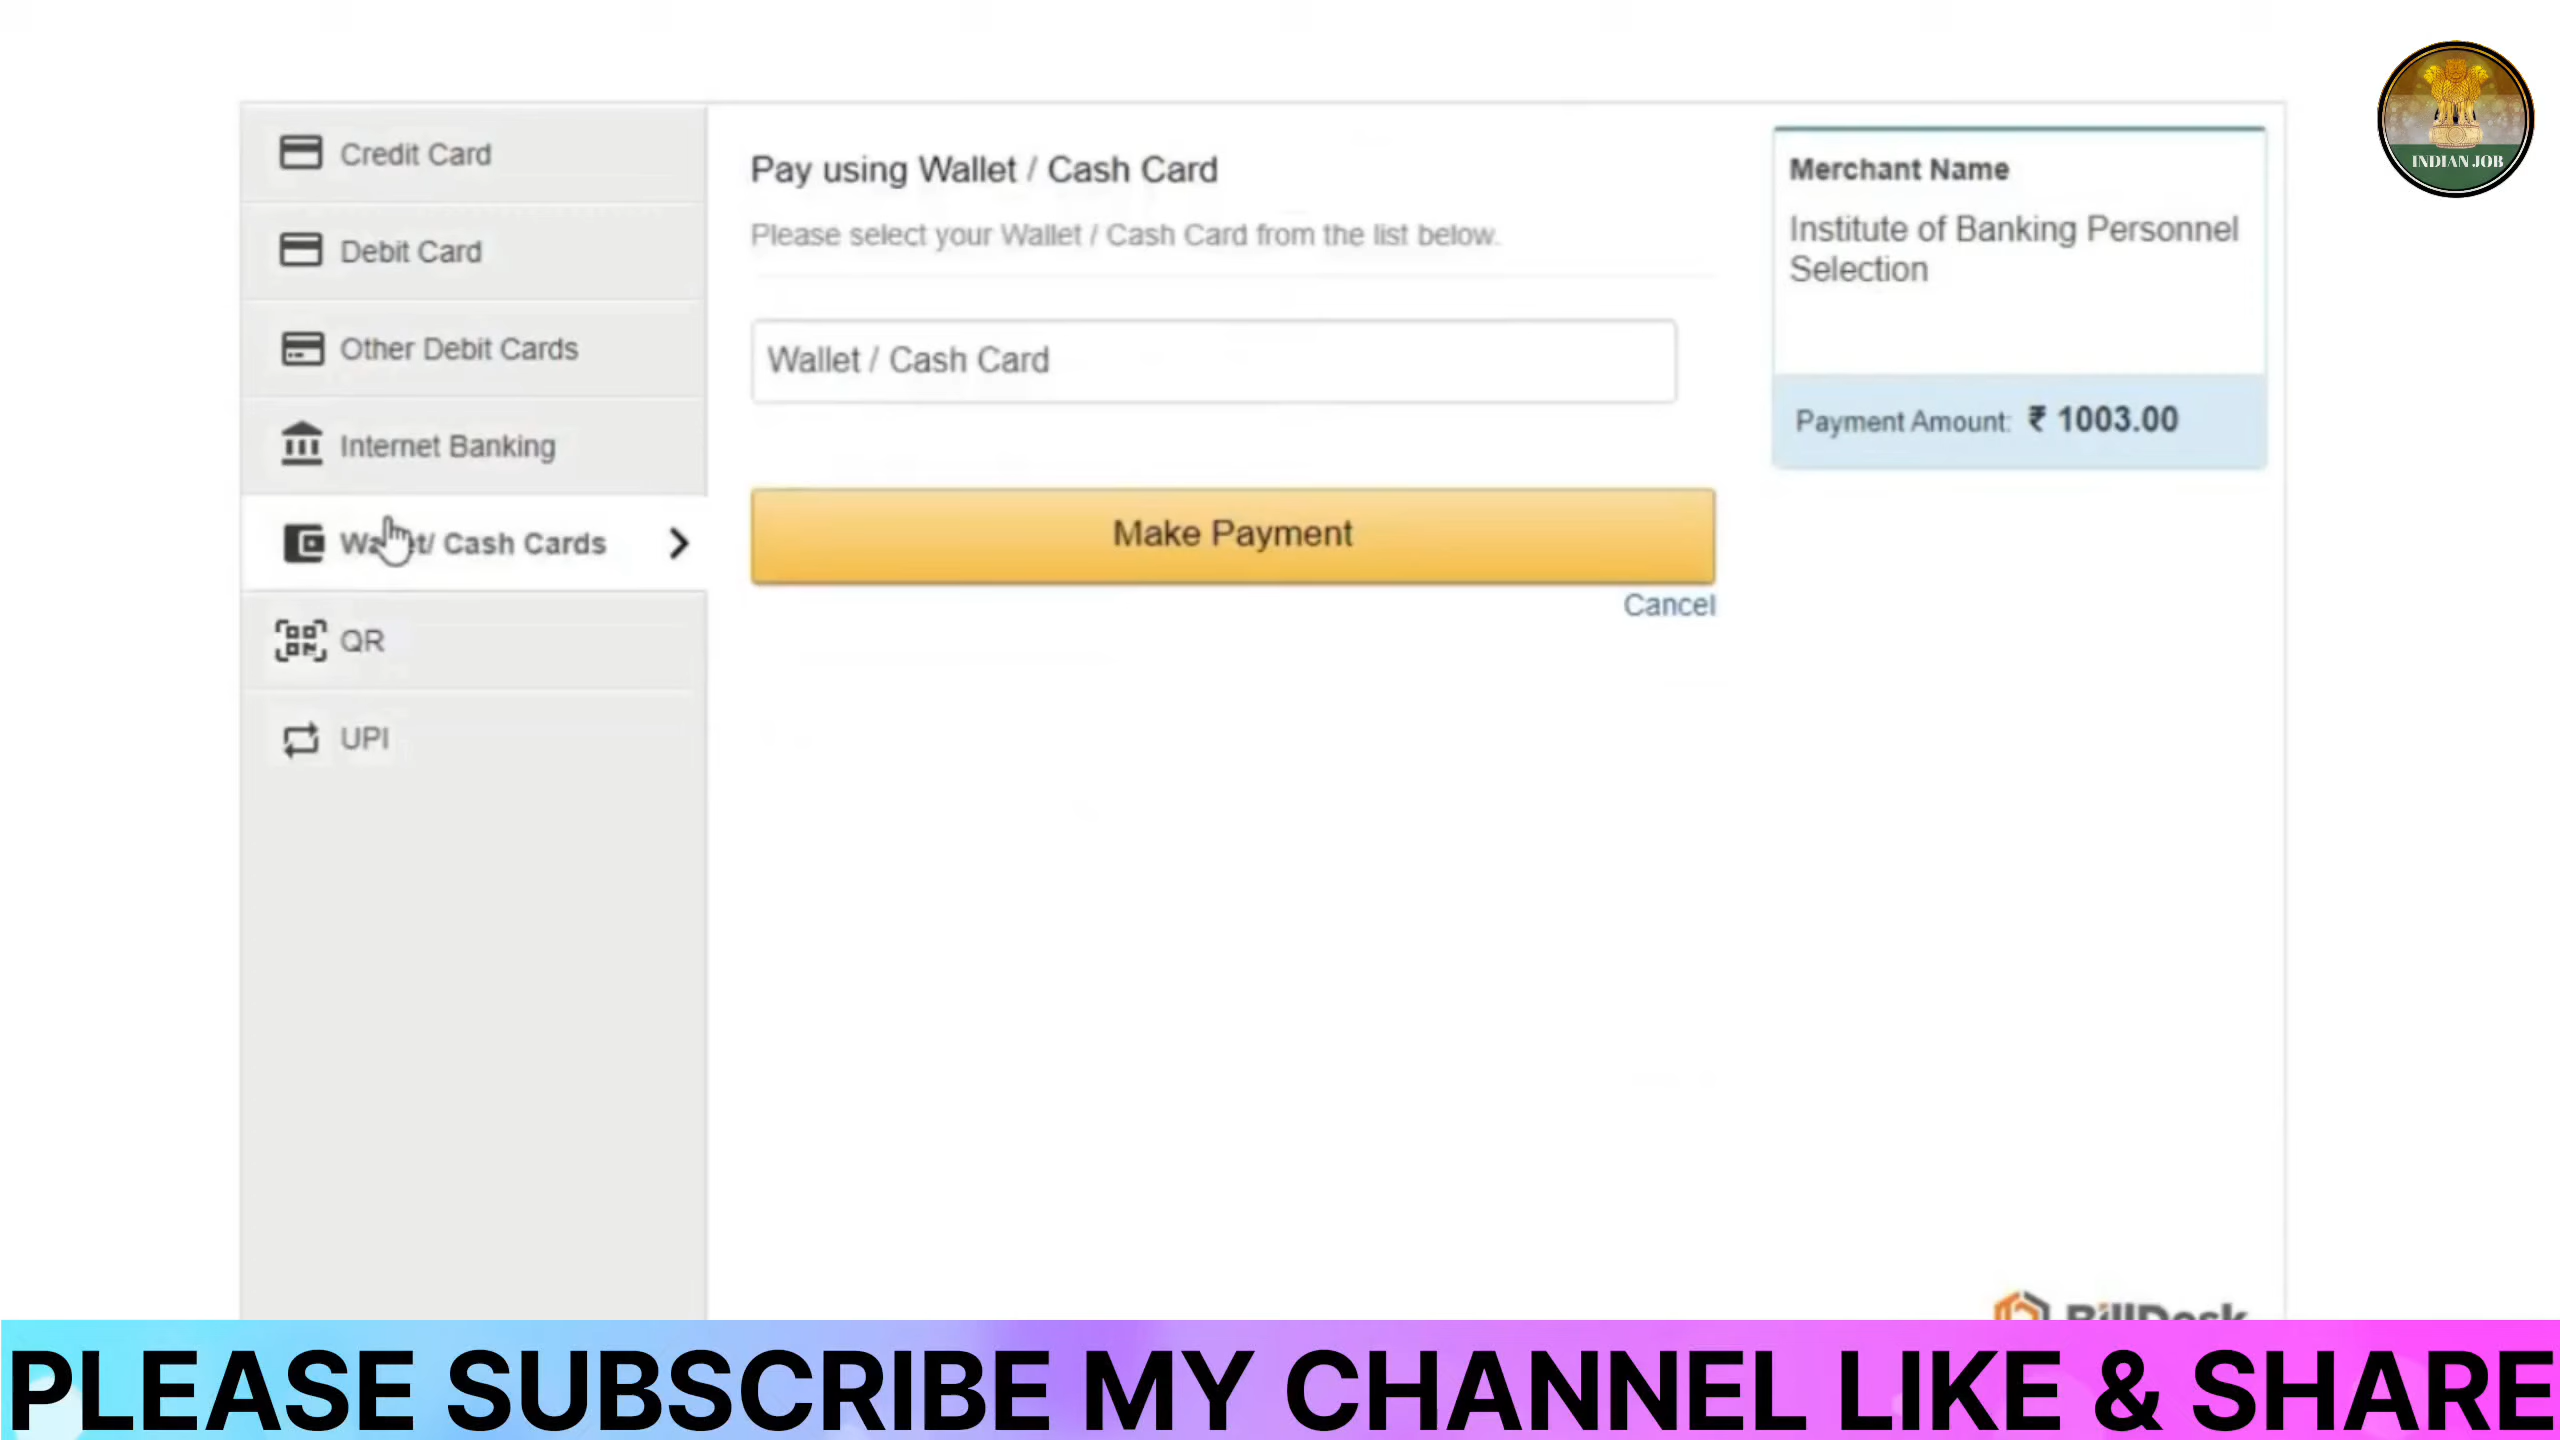 Credit Card
Debit Card
Other Debit Cards
Internet Banking
Wallet/ Cash Cards
QR
UPI
Pay using Wallet / Cash Card
Please select your Wallet / Cash Card from the list below.
Wallet / Cash Card
Make Payment
Cancel
Merchant Name
Institute of Banking Personnel
Selection
Payment Amount: ₹ 1003.00
INDIAN JOB
BillDesk
PLEASE SUBSCRIBE MY CHANNEL LIKE & SHARE